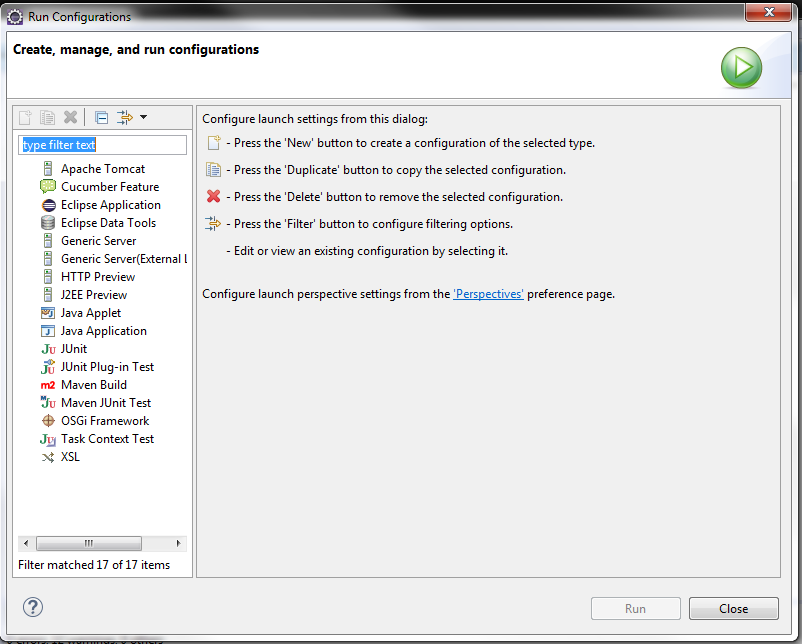 Run Configurations
Create, manage, and run configurations
type filter text
Apache Tomcat
Cucumber Feature
Eclipse Application
Eclipse Data Tools
Generic Server
Generic Server(External L
HTTP Preview
J2EE Preview
Java Applet
Java Application
JUnit
JUnit Plug-in Test
Maven Build
Maven JUnit Test
OSGi Framework
Task Context Test
XSL
Filter matched 17 of 17 items
Configure launch settings from this dialog:
- Press the 'New' button to create a configuration of the selected type.
- Press the 'Duplicate' button to copy the selected configuration.
- Press the 'Delete' button to remove the selected configuration.
- Press the 'Filter' button to configure filtering options.
- Edit or view an existing configuration by selecting it.
Configure launch perspective settings from the 'Perspectives' preference page.
?
Run
Close